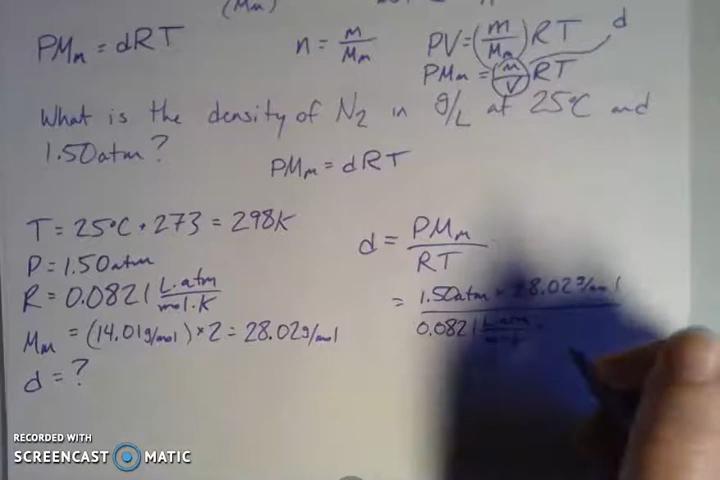 (Mm)
PMm = dRT
n = m/Mm
PV = (m/Mm)RT
d
PMm = (m/V)RT
What is the density of N2 in g/L at 25°C and
1.50atm?
PMm = dRT
T = 25°C + 273 = 298K
P = 1.50atm
R = 0.0821 L·atm/mol·K
Mm = (14.01g/mol) × 2 = 28.02g/mol
d = ?
d = PMm/RT
= 1.50atm × 28.02g/mol
0.0821 L·atm
RECORDED WITH
SCREENCAST MATIC